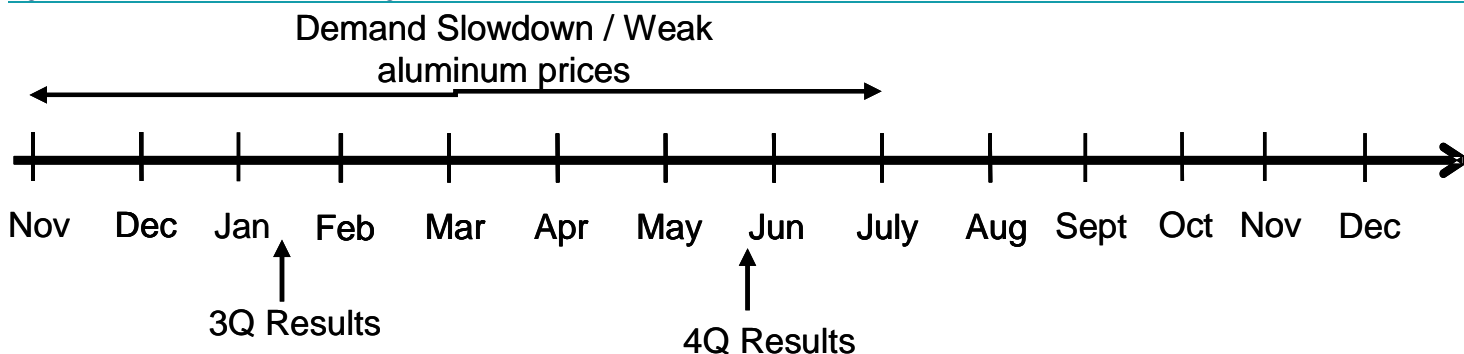 Demand Slowdown / Weak
aluminum prices
Nov Dec Jan Feb Mar Apr May Jun July Aug Sept Oct Nov Dec
3Q Results
4Q Results